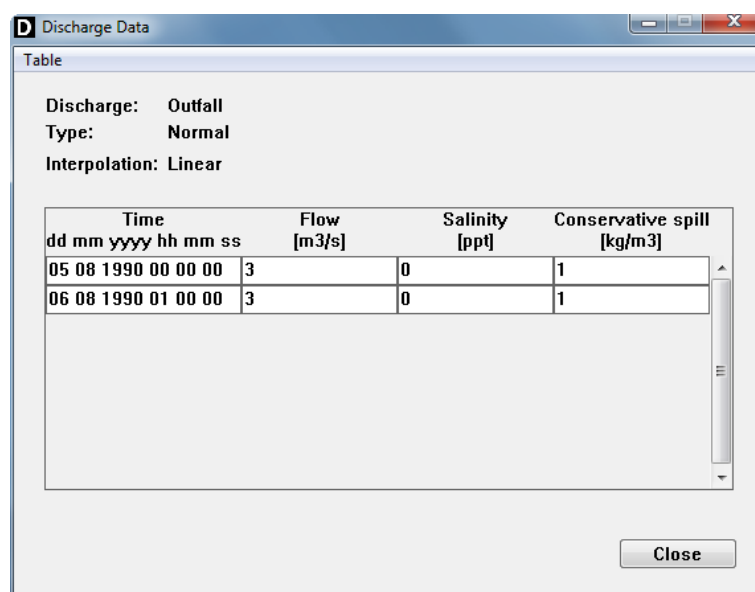 D Discharge Data
Table
Discharge: Outfall
Type: Normal
Interpolation: Linear
Time Flow Salinity Conservative spill
dd mm yyyy hh mm ss [m3/s] [ppt] [kg/m3]
05 08 1990 00 00 00 3 0 1
06 08 1990 01 00 00 3 0 1
Close